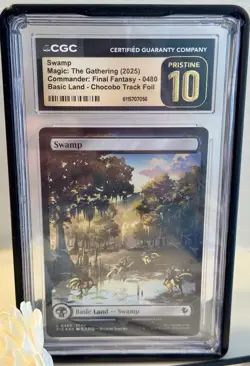 CGC CERTIFIED GUARANTY COMPANY
Swamp
Magic: The Gathering (2025)
Commander: Final Fantasy - 0480
Basic Land - Chocobo Track Foil
PRISTINE
10
Swamp
Basic Land — Swamp